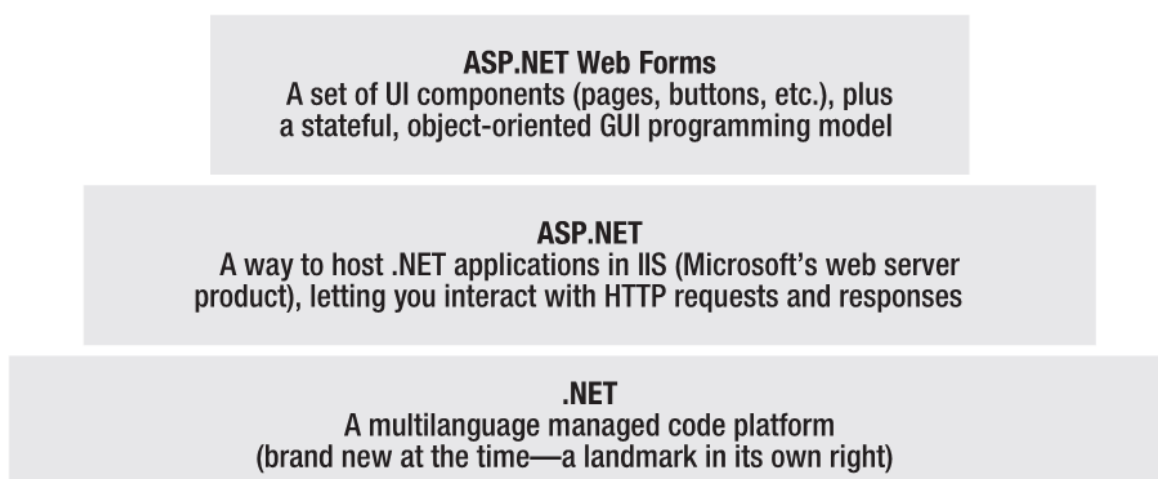 ASP.NET Web Forms
A set of UI components (pages, buttons, etc.), plus
a stateful, object-oriented GUI programming model
ASP.NET
A way to host .NET applications in IIS (Microsoft’s web server
product), letting you interact with HTTP requests and responses
.NET
A multilanguage managed code platform
(brand new at the time—a landmark in its own right)